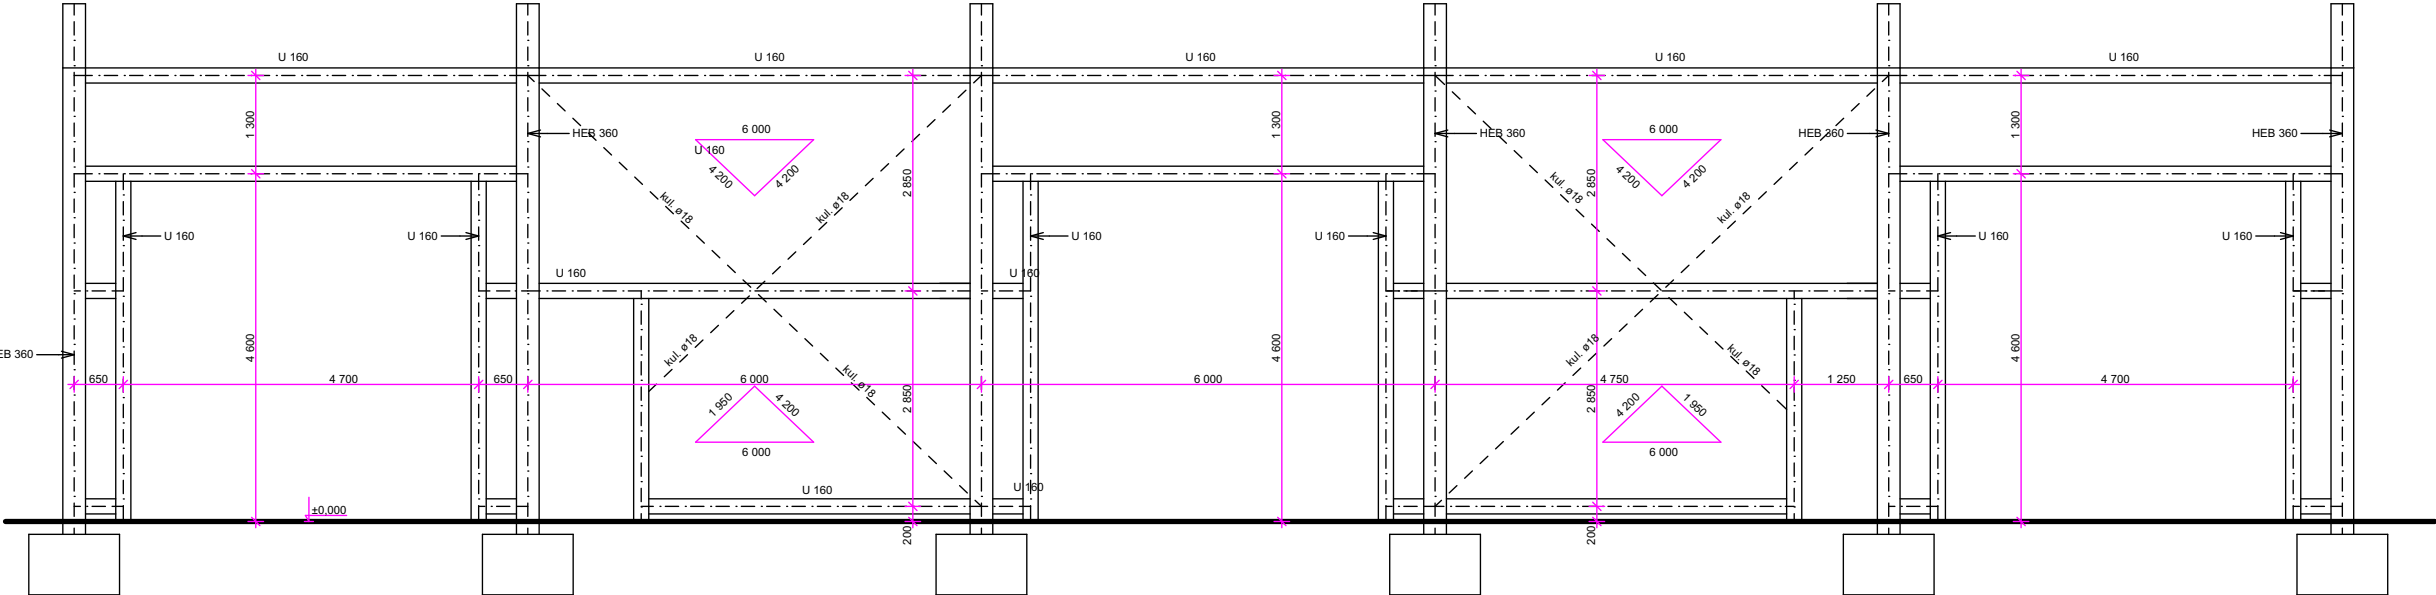 U 160
U 160
U 160
U 160
U 160
1 300
HEB 360
6 000
U 160
4 200
4 200
2 850
1 300
HEB 360
6 000
4 200
4 200
2 850
HEB 360
1 300
HEB 360
kul. ø18
kul. ø18
kul. ø18
kul. ø18
U 160
U 160
U 160
U 160
U 160
U 160
U 160
U 160
EB 360
4 600
kul. ø18
kul. ø18
4 600
kul. ø18
kul. ø18
4 600
650
4 700
650
6 000
6 000
4 750
1 250
650
4 700
1 950
4 200
2 850
4 200
1 950
2 850
6 000
6 000
U 160
U 160
±0,000
200
200